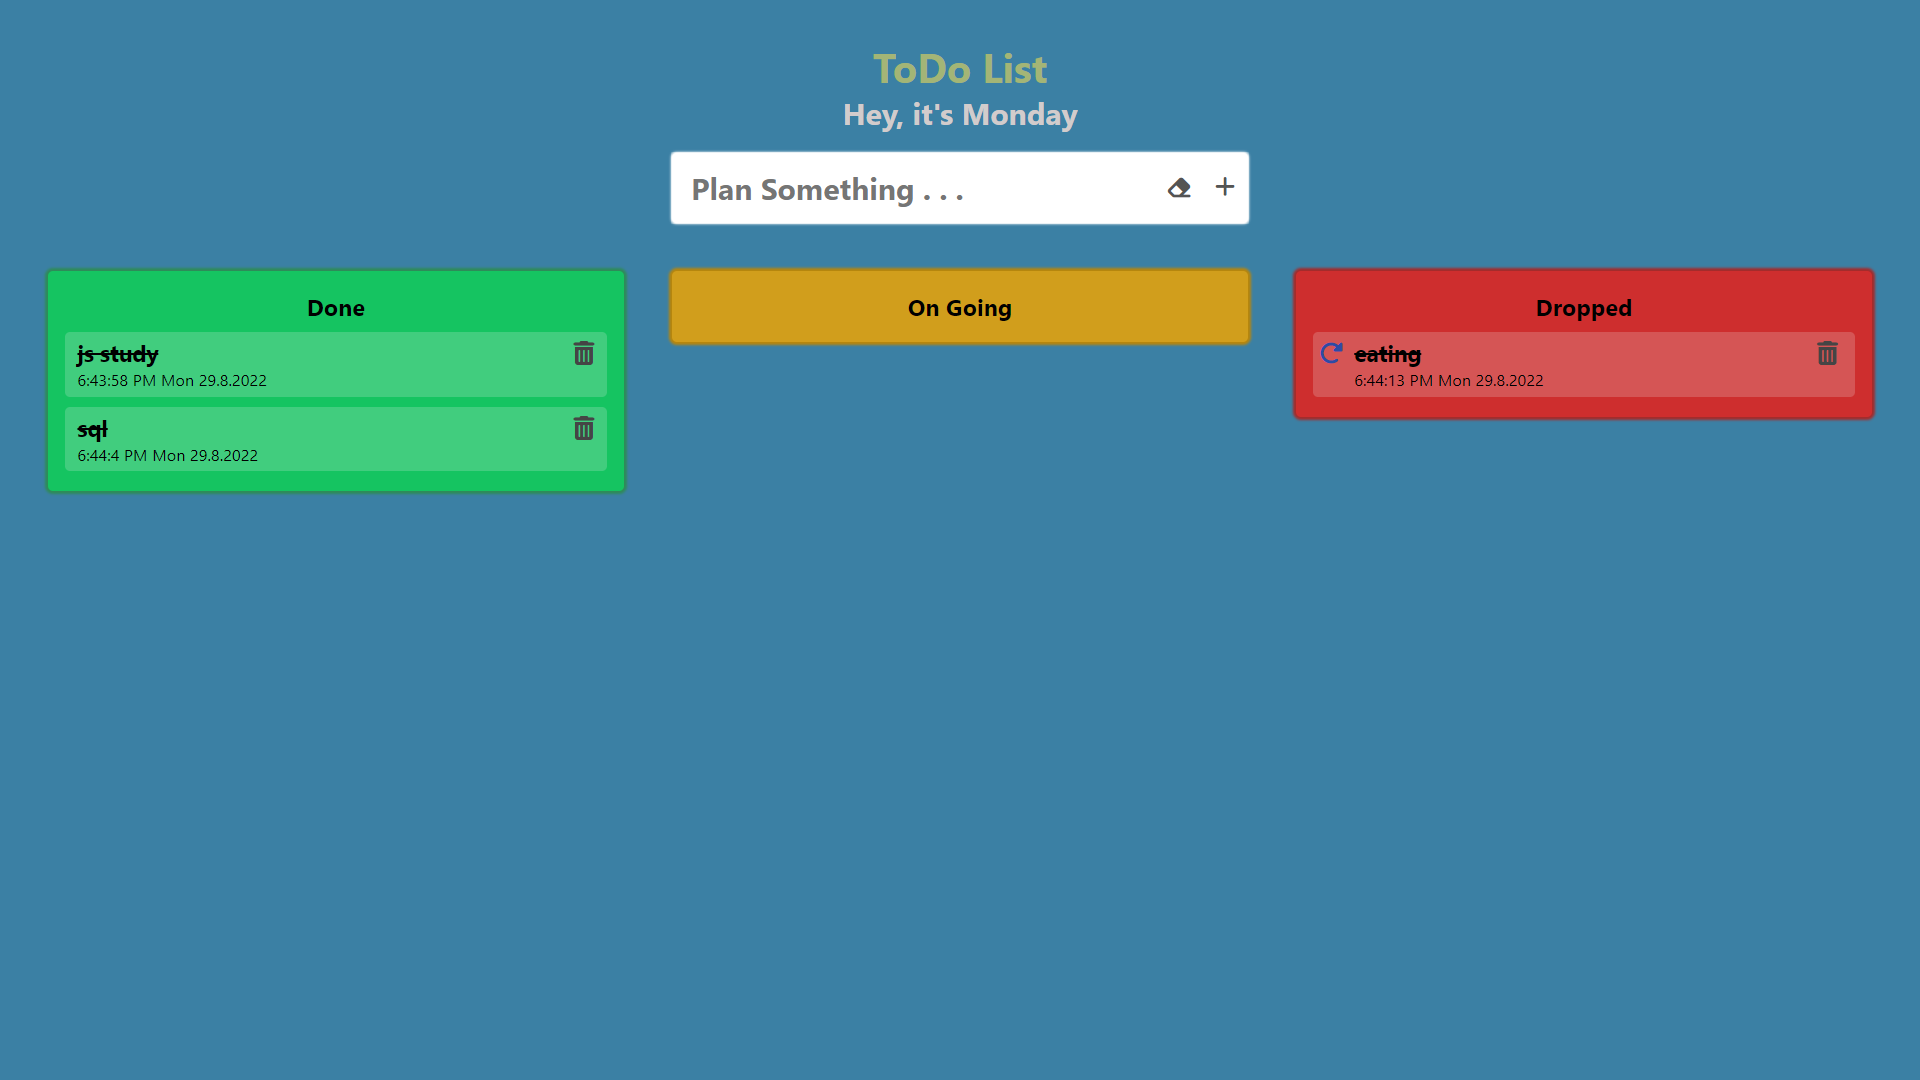 ToDo List
Hey, it's Monday
Plan Something . . .
Done
js study
6:43:58 PM Mon 29.8.2022
sql
6:44:4 PM Mon 29.8.2022
On Going
Dropped
eating
6:44:13 PM Mon 29.8.2022